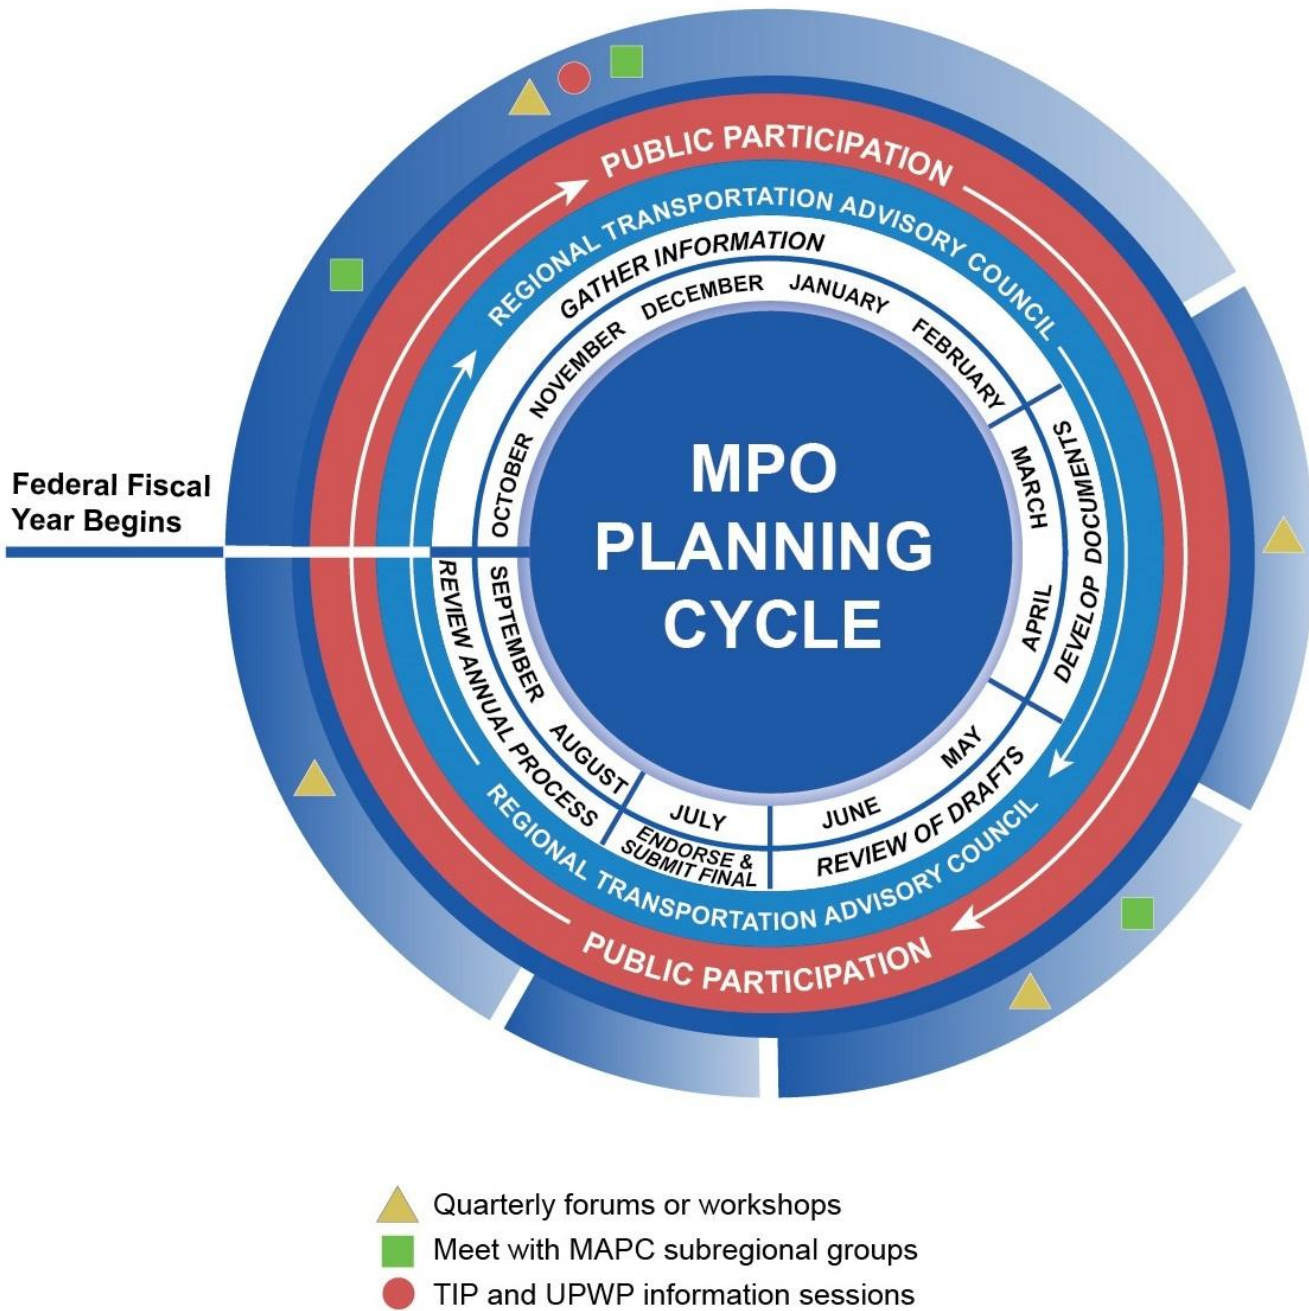 PUBLIC PARTICIPATION
REGIONAL TRANSPORTATION ADVISORY COUNCIL
GATHER INFORMATION
OCTOBER
NOVEMBER
DECEMBER
JANUARY
FEBRUARY
MARCH
APRIL
DEVELOP DOCUMENTS
MAY
JUNE
REVIEW OF DRAFTS
JULY
ENDORSE &
SUBMIT FINAL
AUGUST
SEPTEMBER
REVIEW ANNUAL PROCESS
REGIONAL TRANSPORTATION ADVISORY COUNCIL
PUBLIC PARTICIPATION
MPO
PLANNING
CYCLE
Federal Fiscal
Year Begins
Quarterly forums or workshops
Meet with MAPC subregional groups
TIP and UPWP information sessions